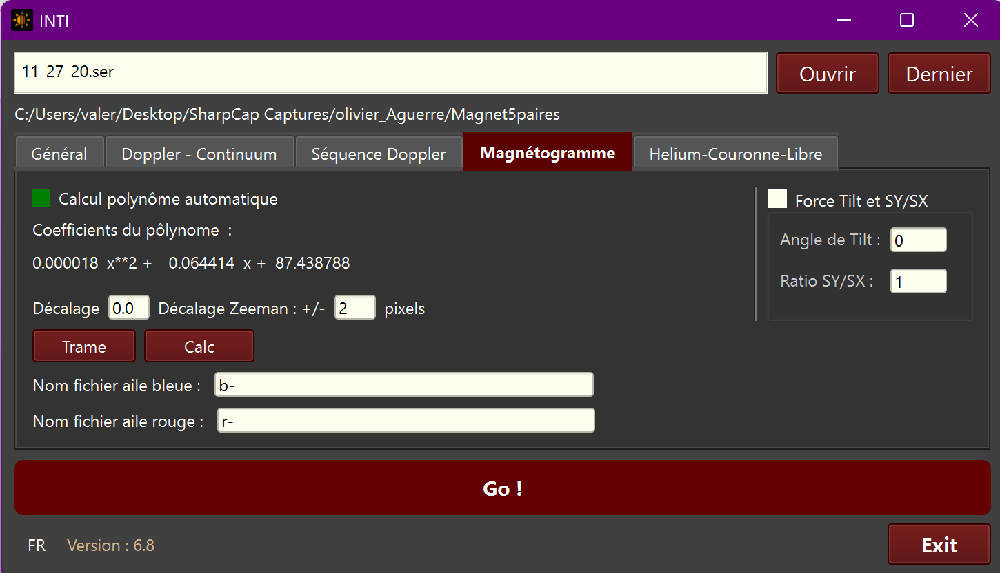 INTI
11_27_20.ser
Ouvrir
Dernier
C:/Users/valer/Desktop/SharpCap Captures/olivier_Aguerre/Magnet5paires
Général
Doppler - Continuum
Séquence Doppler
Magnétogramme
Helium-Couronne-Libre
Calcul polynôme automatique
Force Tilt et SY/SX
Coefficients du pôlynome :
Angle de Tilt : 0
0.000018 x**2 + -0.064414 x + 87.438788
Ratio SY/SX : 1
Décalage 0.0 Décalage Zeeman : +/- 2 pixels
Trame
Calc
Nom fichier aile bleue : b-
Nom fichier aile rouge : r-
Go !
FR
Version : 6.8
Exit